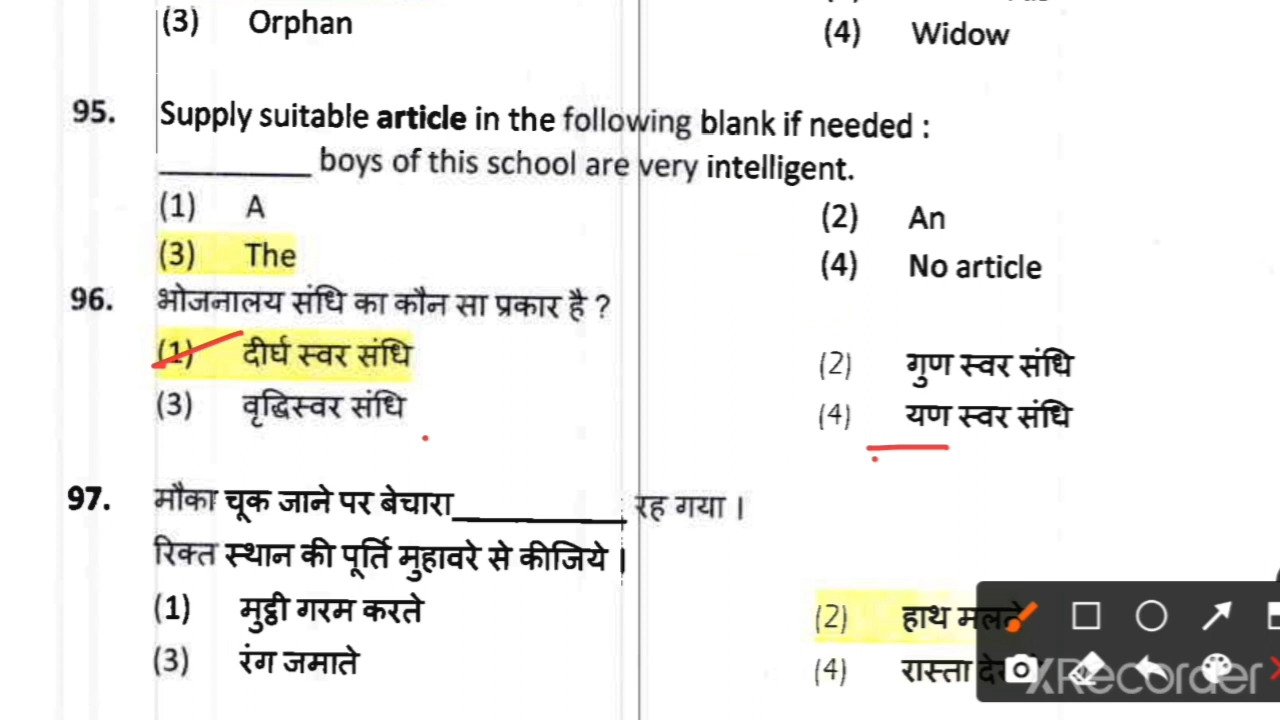 (3) Orphan
(4) Widow
95. Supply suitable article in the following blank if needed :
__________ boys of this school are very intelligent.
(1) A
(2) An
(3) The
(4) No article
96. भोजनालय संधि का कौन सा प्रकार है ?
(1) दीर्घ स्वर संधि
(2) गुण स्वर संधि
(3) वृद्धिस्वर संधि
(4) यण स्वर संधि
97. मौका चूक जाने पर बेचारा____________ रह गया ।
रिक्त स्थान की पूर्ति मुहावरे से कीजिये ।
(1) मुट्ठी गरम करते
(2) हाथ मलते
(3) रंग जमाते
(4) रास्ता
XRecorder